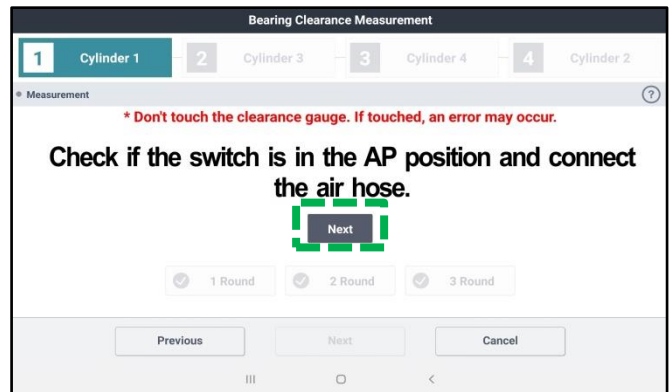 Bearing Clearance Measurement
1 Cylinder 1 2 Cylinder 3 3 Cylinder 4 4 Cylinder 2
Measurement ?
* Don't touch the clearance gauge. If touched, an error may occur.
Check if the switch is in the AP position and connect
the air hose.
Next
1 Round 2 Round 3 Round
Previous Next Cancel